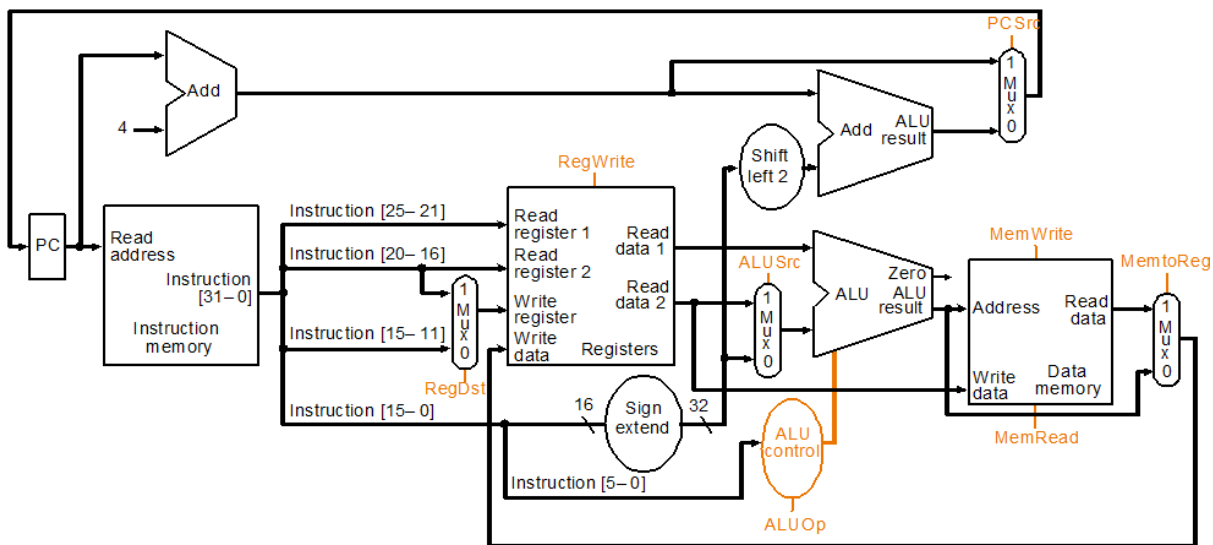 PCSrc
1
Mux
0
Add
4
Add
ALU
result
Shift
left 2
RegWrite
PC
Read
address
Instruction
[31–0]
Instruction
memory
Instruction [25–21]
Instruction [20–16]
Instruction [15–11]
Instruction [15–0]
Instruction [5–0]
1
Mux
0
RegDst
Read
register 1
Read
register 2
Write
register
Write
data
Read
data 1
Read
data 2
Registers
16
Sign
extend
32
ALUSrc
1
Mux
0
ALU
Zero
ALU
result
ALU
control
ALUOp
MemWrite
Address
Read
data
Write
data
Data
memory
MemRead
MemtoReg
1
Mux
0